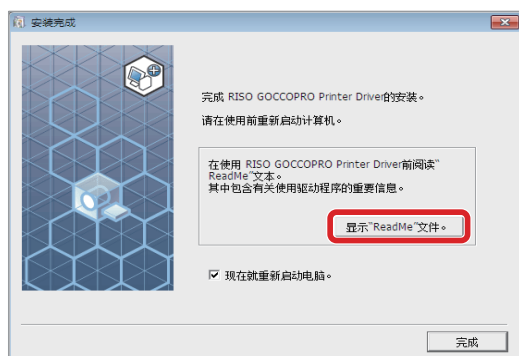 安装完成
完成 RISO GOCCOPRO Printer Driver的安装。
请在使用前重新启动计算机。
在使用 RISO GOCCOPRO Printer Driver前阅读"
ReadMe"文本。
其中包含有关使用驱动程序的重要信息。
显示"ReadMe"文件。
现在就重新启动电脑。
完成